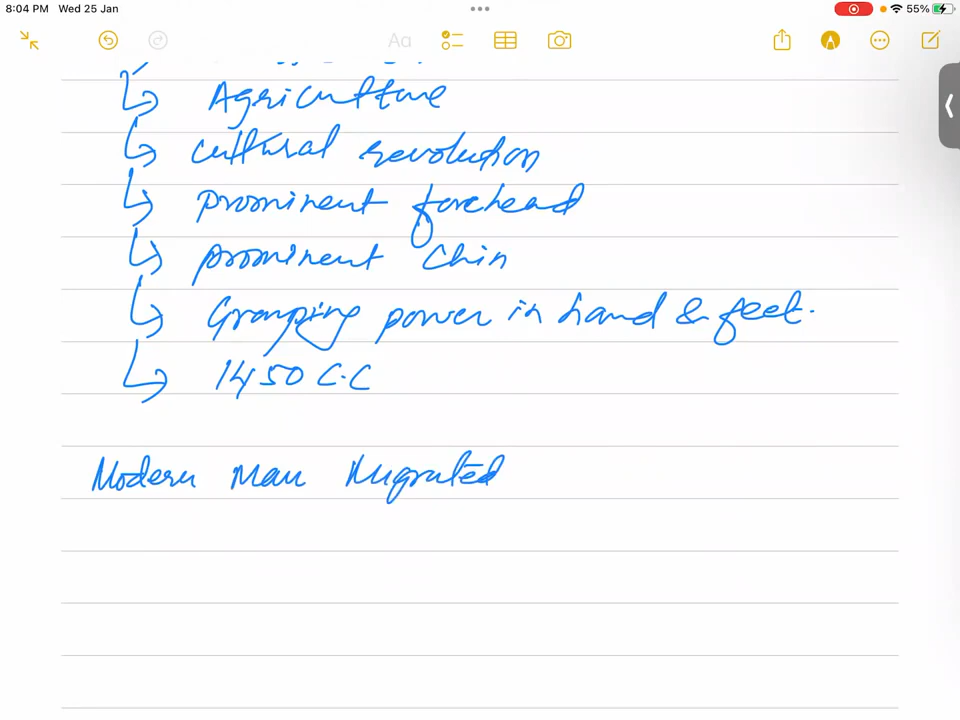 8:04 PM Wed 25 Jan
55%
Aa
Agriculture
cultural revolution
prominent forehead
prominent chin
Grasping power in hand & feet.
1450 C.C
Modern Man Migrated